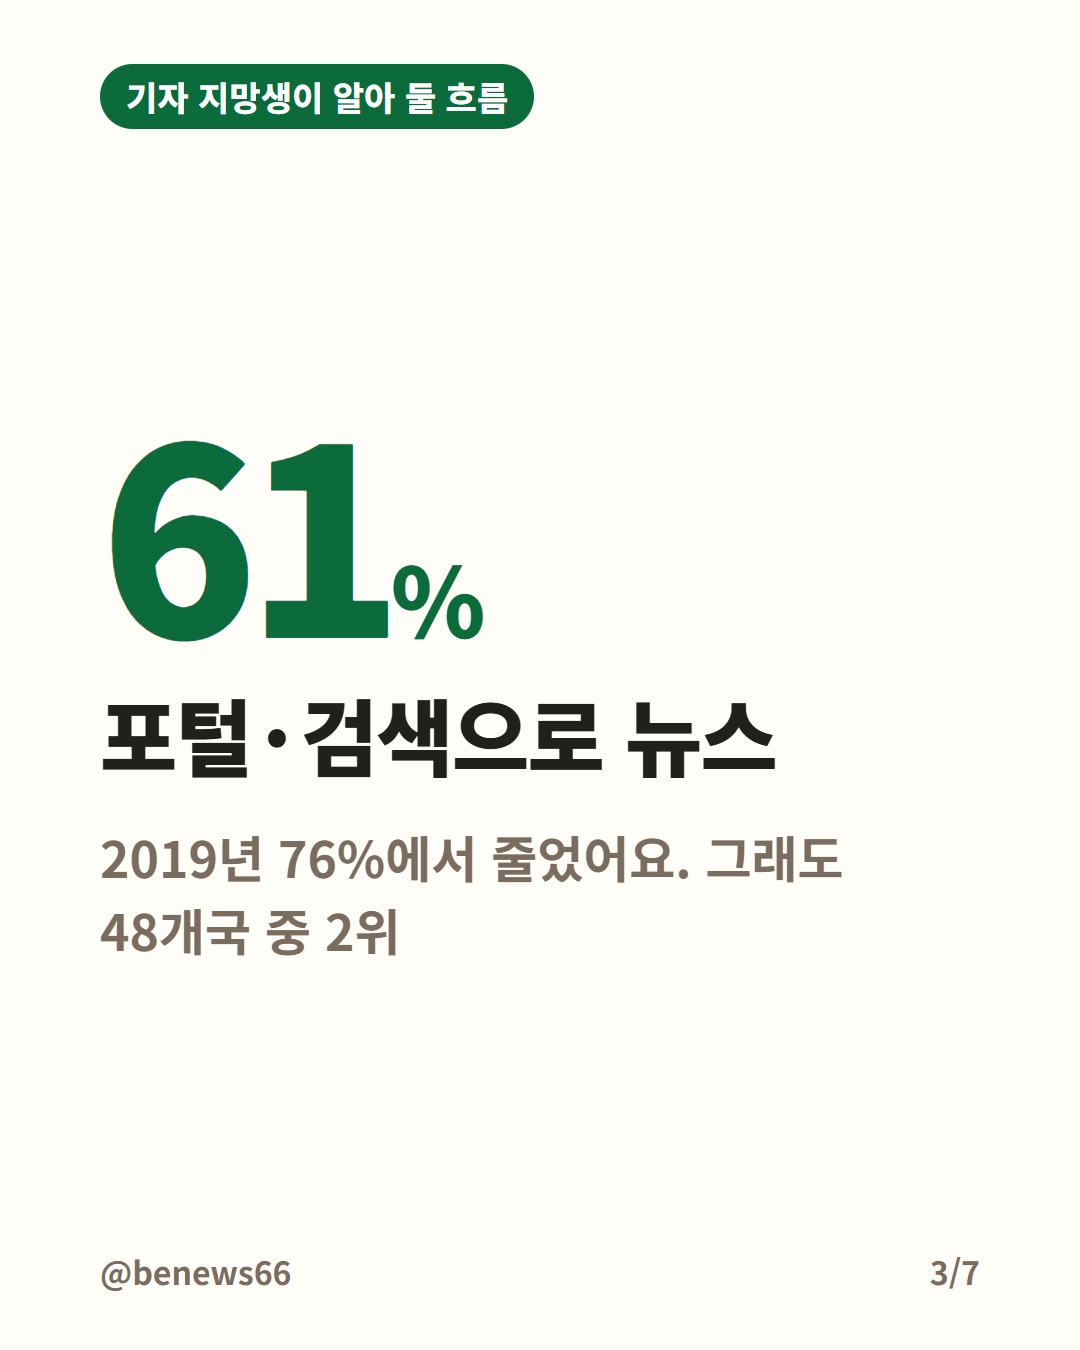 기자 지망생이 알아 둘 흐름
61%
포털·검색으로 뉴스
2019년 76%에서 줄었어요. 그래도
48개국 중 2위
@benews66
3/7